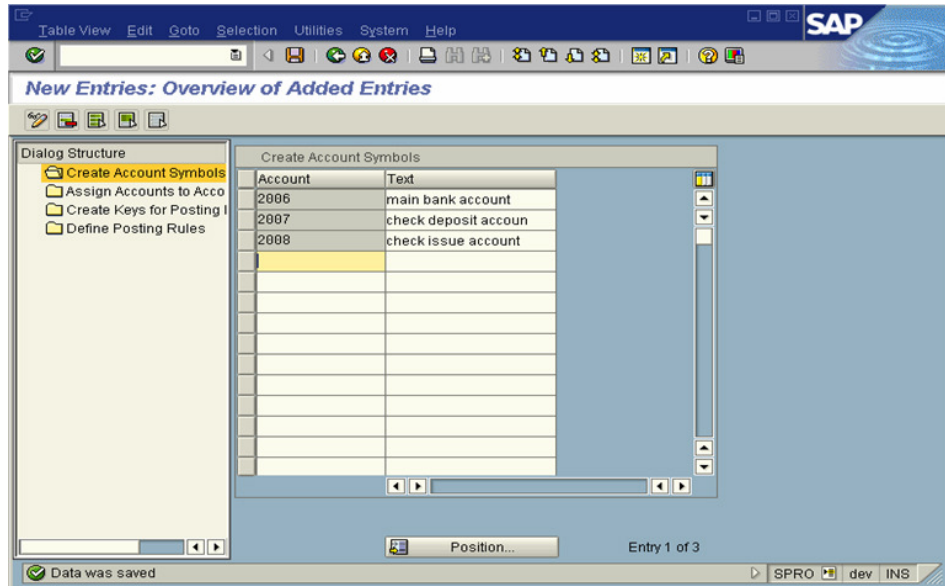 Table View Edit Goto Selection Utilities System Help
SAP
New Entries: Overview of Added Entries
Dialog Structure
Create Account Symbols
Assign Accounts to Acco
Create Keys for Posting I
Define Posting Rules
Create Account Symbols
Account Text
2006 main bank account
2007 check deposit accoun
2008 check issue account
Position...
Entry 1 of 3
Data was saved
SPRO dev INS